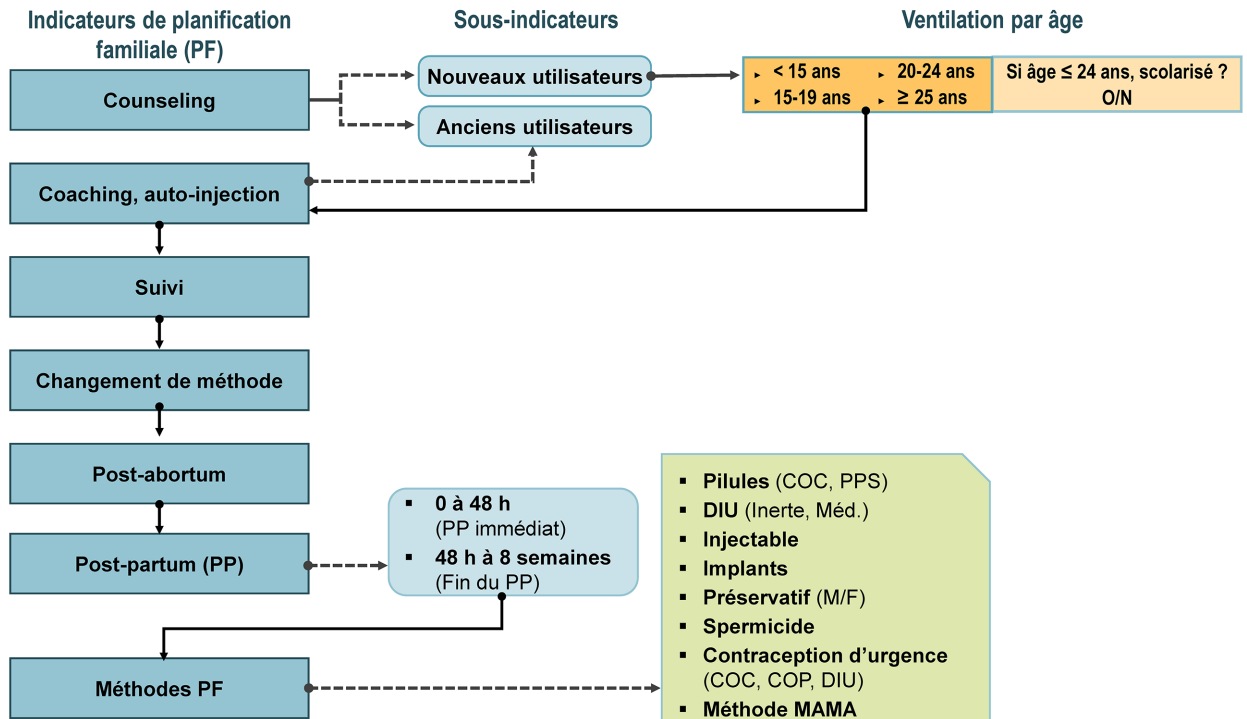 Indicateurs de planification
familiale (PF)
Sous-indicateurs
Ventilation par âge
Counseling
Nouveaux utilisateurs
Anciens utilisateurs
▸ < 15 ans ▸ 20-24 ans
▸ 15-19 ans ▸ ≥ 25 ans
Si âge ≤ 24 ans, scolarisé ?
O/N
Coaching, auto-injection
Suivi
Changement de méthode
Post-abortum
Post-partum (PP)
▪ 0 à 48 h
(PP immédiat)
▪ 48 h à 8 semaines
(Fin du PP)
Méthodes PF
▪ Pilules (COC, PPS)
▪ DIU (Inerte, Méd.)
▪ Injectable
▪ Implants
▪ Préservatif (M/F)
▪ Spermicide
▪ Contraception d’urgence
(COC, COP, DIU)
▪ Méthode MAMA